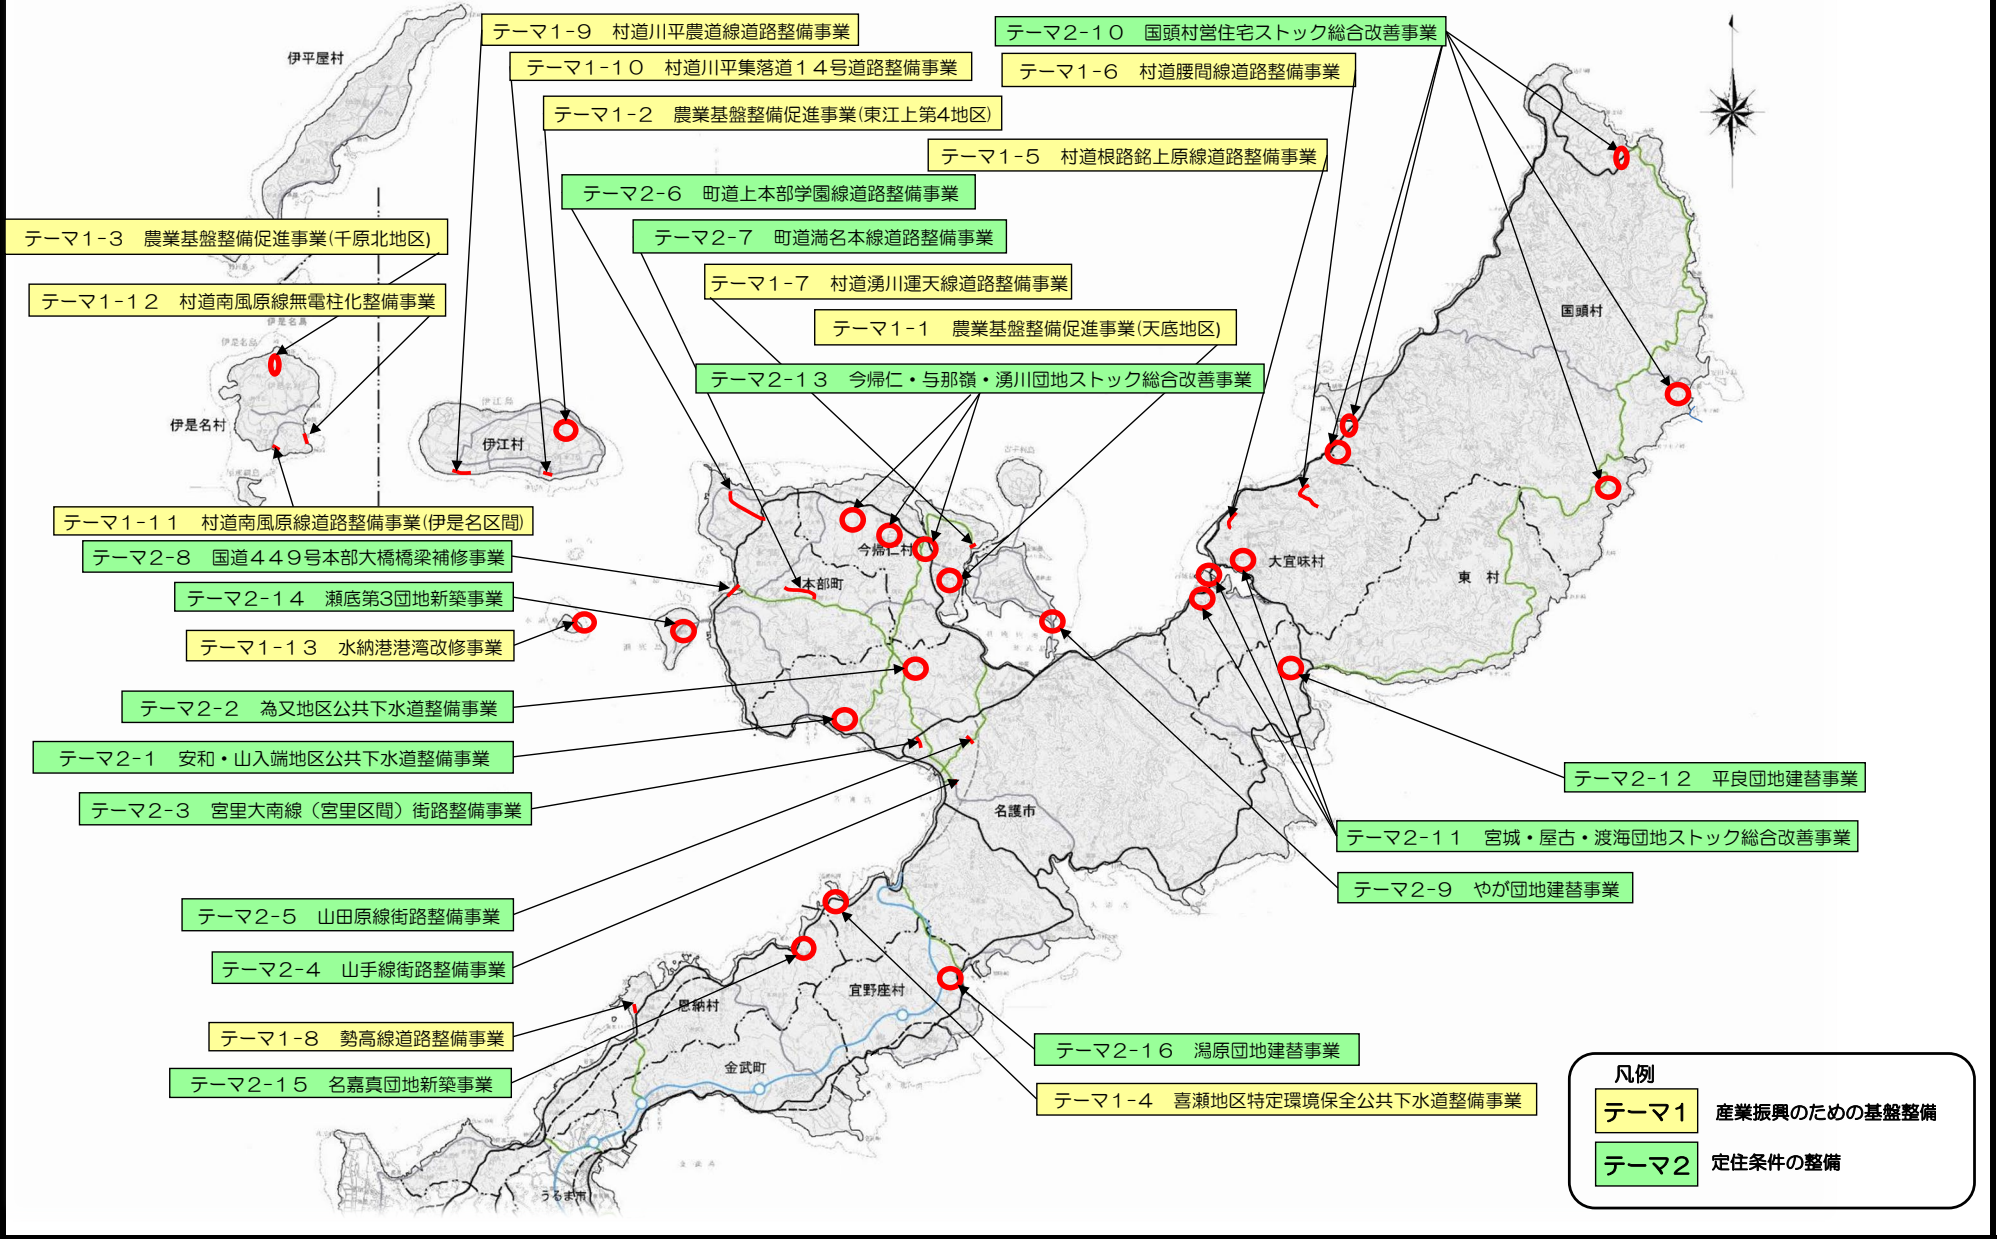 テーマ1-9　村道川平農道線道路整備事業
テーマ2-10　国頭村営住宅ストック総合改善事業
伊平屋村
テーマ1-10　村道川平集落道14号道路整備事業
テーマ1-6　村道腰間線道路整備事業
テーマ1-2　農業基盤整備促進事業(東江上第4地区)
テーマ1-5　村道根路銘上原線道路整備事業
テーマ2-6　町道上本部学園線道路整備事業
テーマ1-3　農業基盤整備促進事業(千原北地区)
テーマ2-7　町道満名本線道路整備事業
テーマ1-7　村道湧川運天線道路整備事業
テーマ1-12　村道南風原線無電柱化整備事業
国頭村
伊是名島
テーマ1-1　農業基盤整備促進事業(天底地区)
テーマ2-13　今帰仁・与那嶺・湧川団地ストック総合改善事業
伊江島
伊是名村
伊江村
テーマ1-11　村道南風原線道路整備事業(伊是名区間)
テーマ2-8　国道449号本部大橋橋梁補修事業
今帰仁村
大宜味村
東　村
本部町
テーマ2-14　瀬底第3団地新築事業
テーマ1-13　水納港港湾改修事業
テーマ2-2　為又地区公共下水道整備事業
テーマ2-1　安和・山入端地区公共下水道整備事業
テーマ2-12　平良団地建替事業
テーマ2-3　宮里大南線（宮里区間）街路整備事業
名護市
テーマ2-11　宮城・屋古・渡海団地ストック総合改善事業
テーマ2-9　やが団地建替事業
テーマ2-5　山田原線街路整備事業
テーマ2-4　山手線街路整備事業
宜野座村
恩納村
テーマ1-8　勢高線道路整備事業
テーマ2-16　潟原団地建替事業
金武町
テーマ2-15　名嘉真団地新築事業
テーマ1-4　喜瀬地区特定環境保全公共下水道整備事業
うるま市
凡例
テーマ1　産業振興のための基盤整備
テーマ2　定住条件の整備